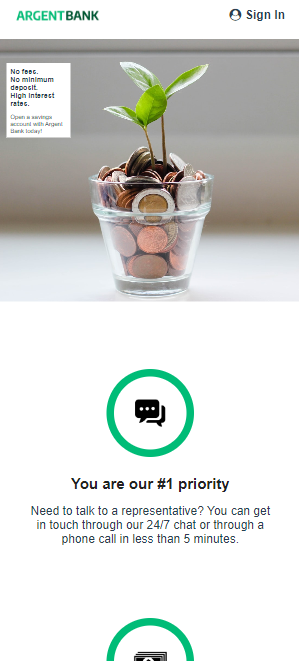 ARGENTBANK
Sign In
No fees.
No minimum
deposit.
High interest
rates.
Open a savings
account with Argent
Bank today!
You are our #1 priority
Need to talk to a representative? You can get
in touch through our 24/7 chat or through a
phone call in less than 5 minutes.